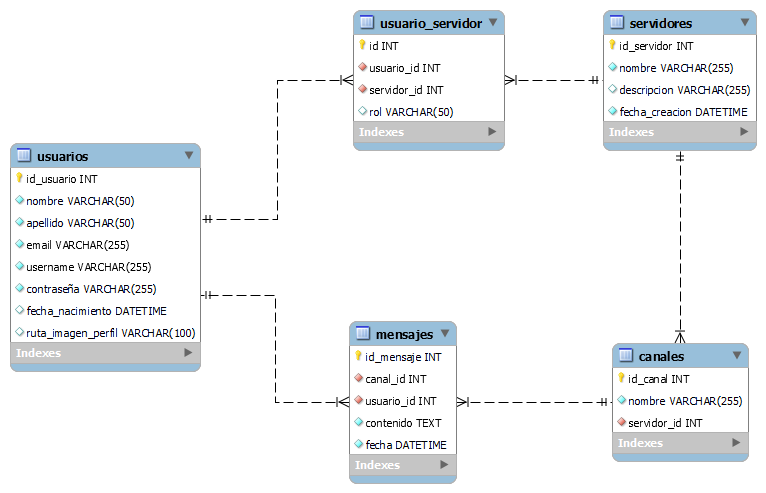 usuario_servidor
id INT
usuario_id INT
servidor_id INT
rol VARCHAR(50)
Indexes
servidores
id_servidor INT
nombre VARCHAR(255)
descripcion VARCHAR(255)
fecha_creacion DATETIME
Indexes
usuarios
id_usuario INT
nombre VARCHAR(50)
apellido VARCHAR(50)
email VARCHAR(255)
username VARCHAR(255)
contraseña VARCHAR(255)
fecha_nacimiento DATETIME
ruta_imagen_perfil VARCHAR(100)
Indexes
mensajes
id_mensaje INT
canal_id INT
usuario_id INT
contenido TEXT
fecha DATETIME
Indexes
canales
id_canal INT
nombre VARCHAR(255)
servidor_id INT
Indexes